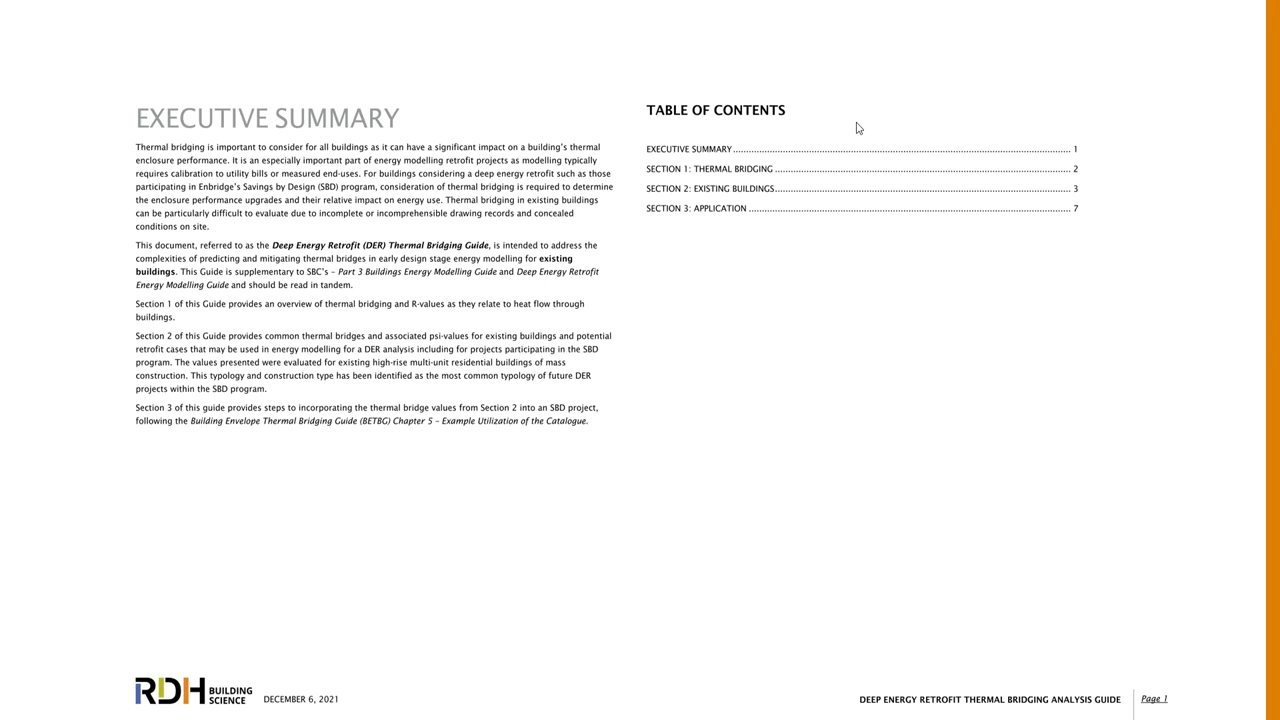 EXECUTIVE SUMMARY
Thermal bridging is important to consider for all buildings as it can have a significant impact on a building's thermal
enclosure performance. It is an especially important part of energy modelling retrofit projects as modelling typically
requires calibration to utility bills or measured end-uses. For buildings considering a deep energy retrofit such as those
participating in Enbridge's Savings by Design (SBD) program, consideration of thermal bridging is required to determine
the enclosure performance upgrades and their relative impact on energy use. Thermal bridging in existing buildings
can be particularly difficult to evaluate due to incomplete or incomprehensible drawing records and concealed
conditions on site.
This document, referred to as the Deep Energy Retrofit (DER) Thermal Bridging Guide, is intended to address the
complexities of predicting and mitigating thermal bridges in early design stage energy modelling for existing
buildings. This Guide is supplementary to SBC's – Part 3 Buildings Energy Modelling Guide and Deep Energy Retrofit
Energy Modelling Guide and should be read in tandem.
Section 1 of this Guide provides an overview of thermal bridging and R-values as they relate to heat flow through
buildings.
Section 2 of this Guide provides common thermal bridges and associated psi-values for existing buildings and potential
retrofit cases that may be used in energy modelling for a DER analysis including for projects participating in the SBD
program. The values presented were evaluated for existing high-rise multi-unit residential buildings of mass
construction. This typology and construction type has been identified as the most common typology of future DER
projects within the SBD program.
Section 3 of this guide provides steps to incorporating the thermal bridge values from Section 2 into an SBD project,
following the Building Envelope Thermal Bridging Guide (BETBG) Chapter 5 – Example Utilization of the Catalogue.
TABLE OF CONTENTS
EXECUTIVE SUMMARY ........ 1
SECTION 1: THERMAL BRIDGING ........ 2
SECTION 2: EXISTING BUILDINGS ........ 3
SECTION 3: APPLICATION ........ 7
RDH BUILDING
SCIENCE
DECEMBER 6, 2021
DEEP ENERGY RETROFIT THERMAL BRIDGING ANALYSIS GUIDE
Page 1